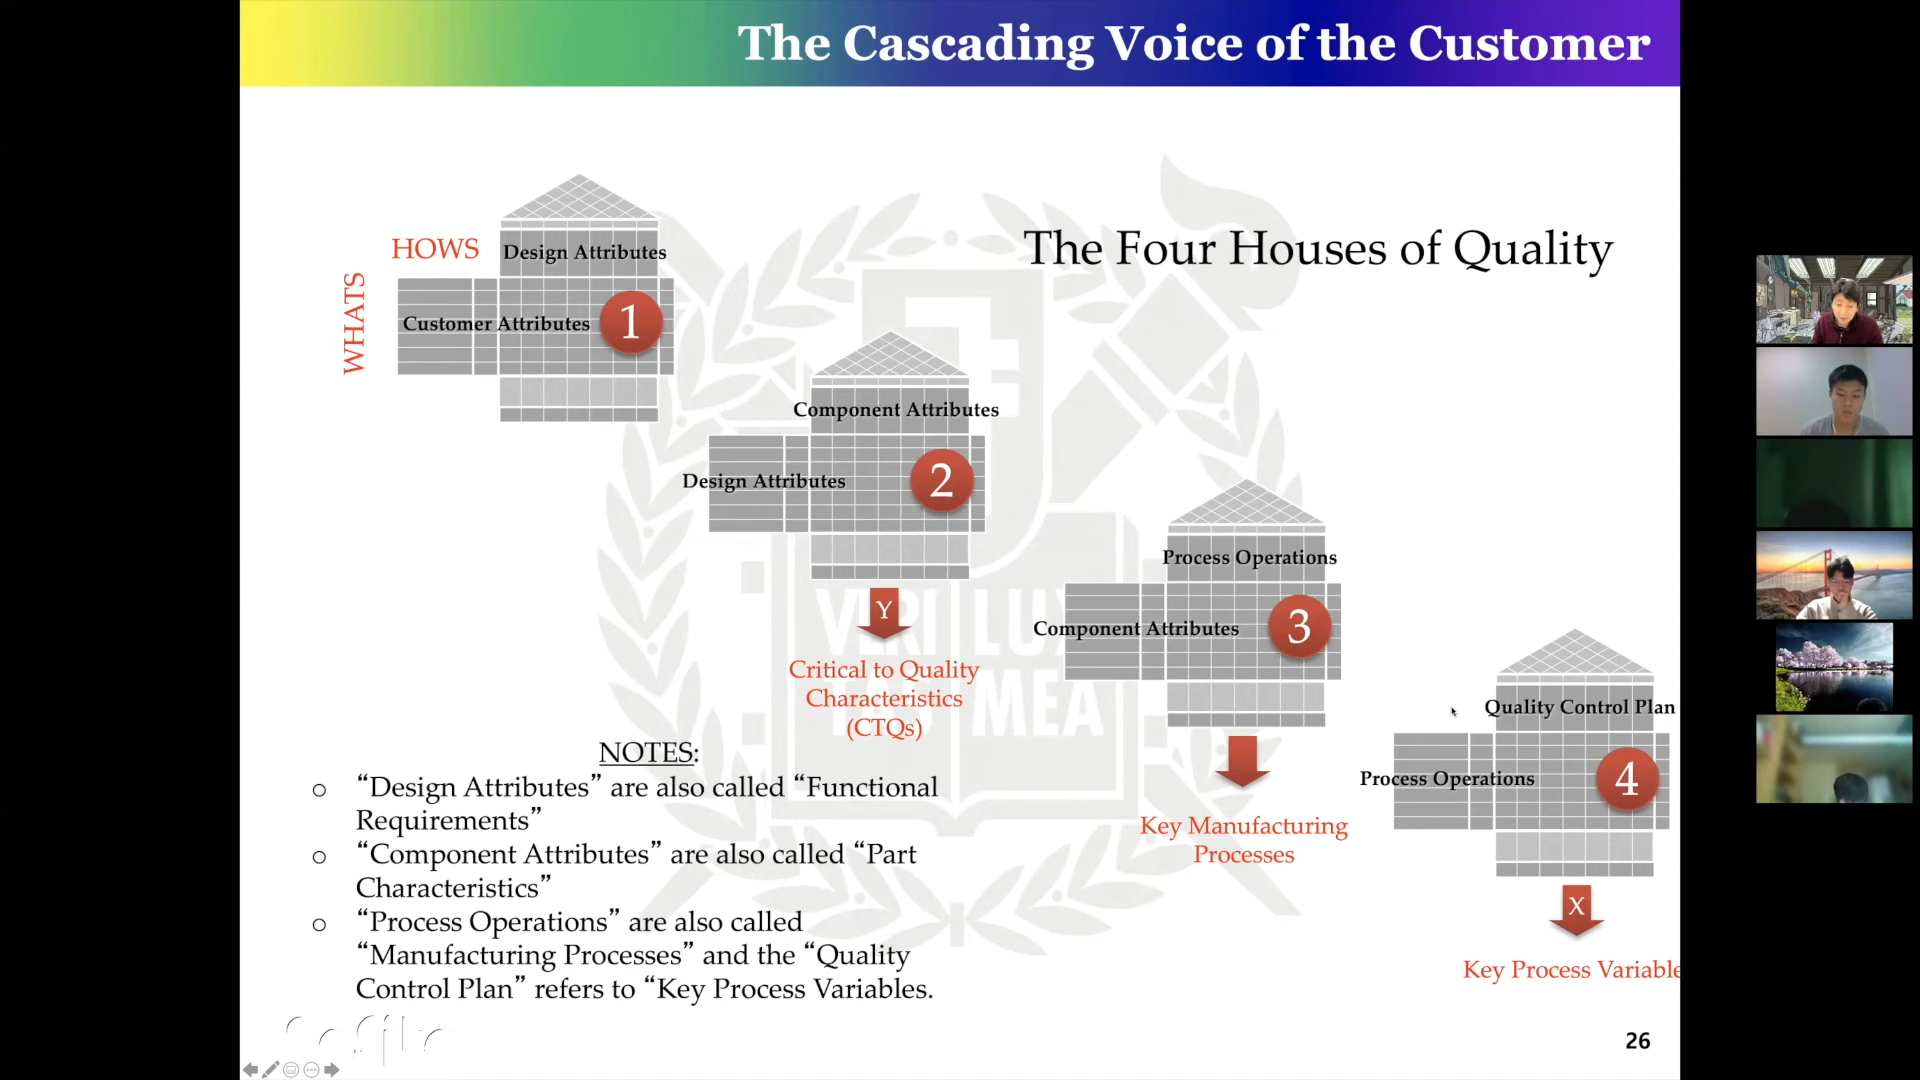 The Cascading Voice of the Customer
The Four Houses of Quality
HOWS
WHATS
Design Attributes
Customer Attributes
1
Component Attributes
Design Attributes
2
Y
Critical to Quality
Characteristics
(CTQs)
Process Operations
Component Attributes
3
Key Manufacturing
Processes
Quality Control Plan
Process Operations
4
X
Key Process Variable
NOTES:
o “Design Attributes” are also called “Functional
Requirements”
o “Component Attributes” are also called “Part
Characteristics”
o “Process Operations” are also called
“Manufacturing Processes” and the “Quality
Control Plan” refers to “Key Process Variables.
VERI LUX
MEA
26